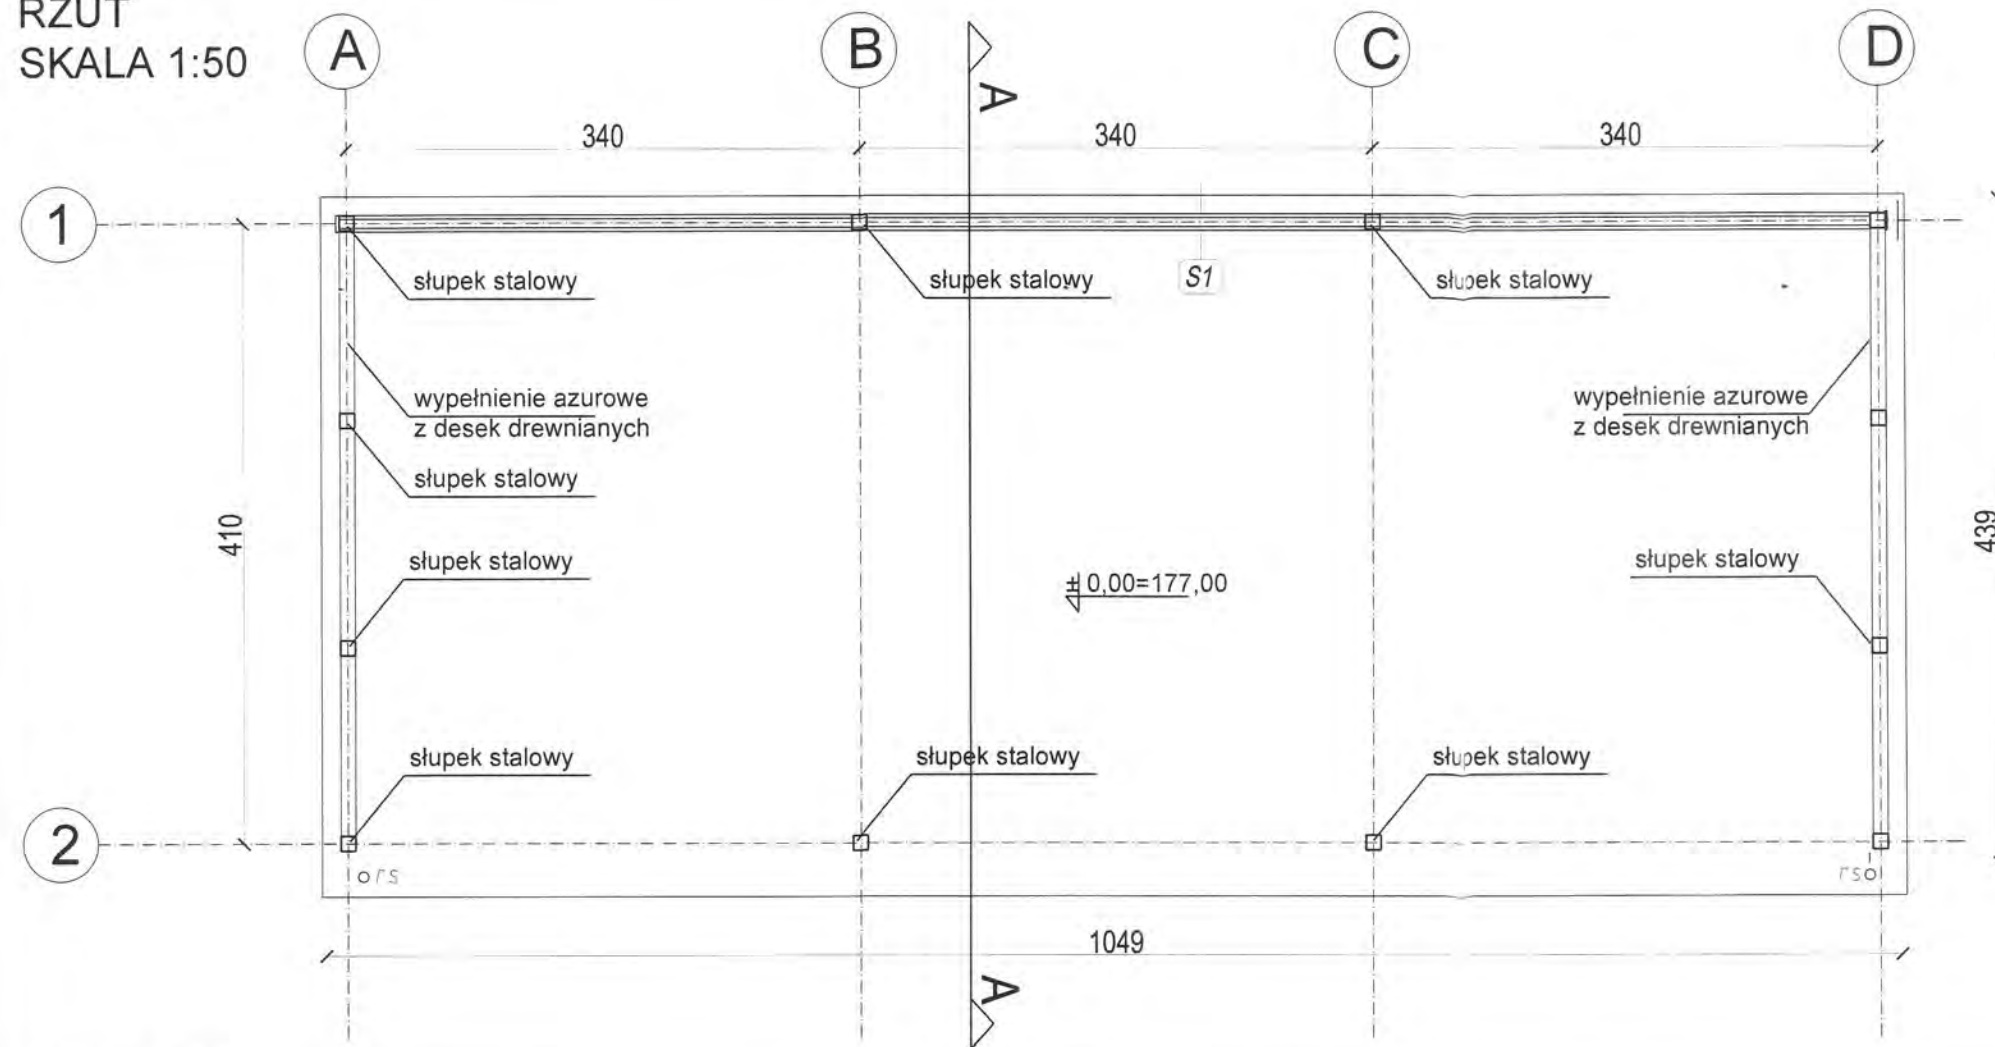 RZUT
SKALA 1:50
A
B
C
D
A
340
340
340
1
słupek stalowy
słupek stalowy
S1
słupek stalowy
wypełnienie azurowe
z desek drewnianych
wypełnienie azurowe
z desek drewnianych
słupek stalowy
410
439
słupek stalowy
słupek stalowy
± 0,00=177,00
słupek stalowy
słupek stalowy
słupek stalowy
2
rs
rs
1049
A